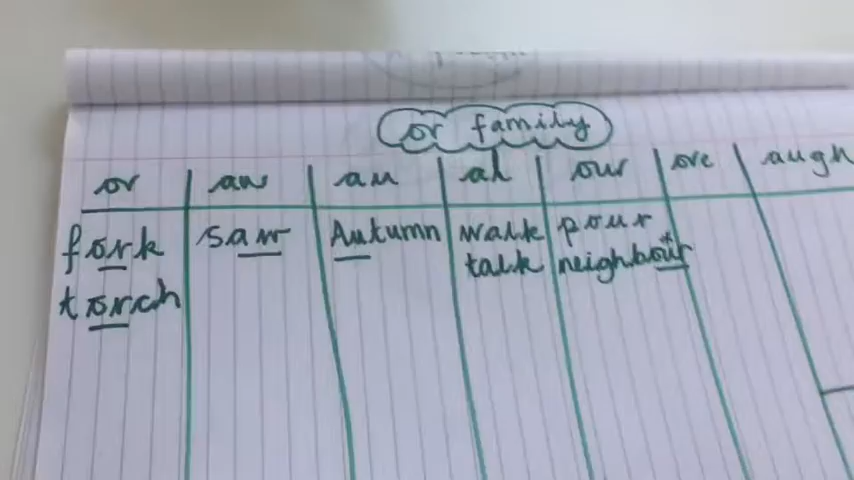 or family
or aw au al our ore augh
fork saw Autumn walk pour
torch talk neighbour*